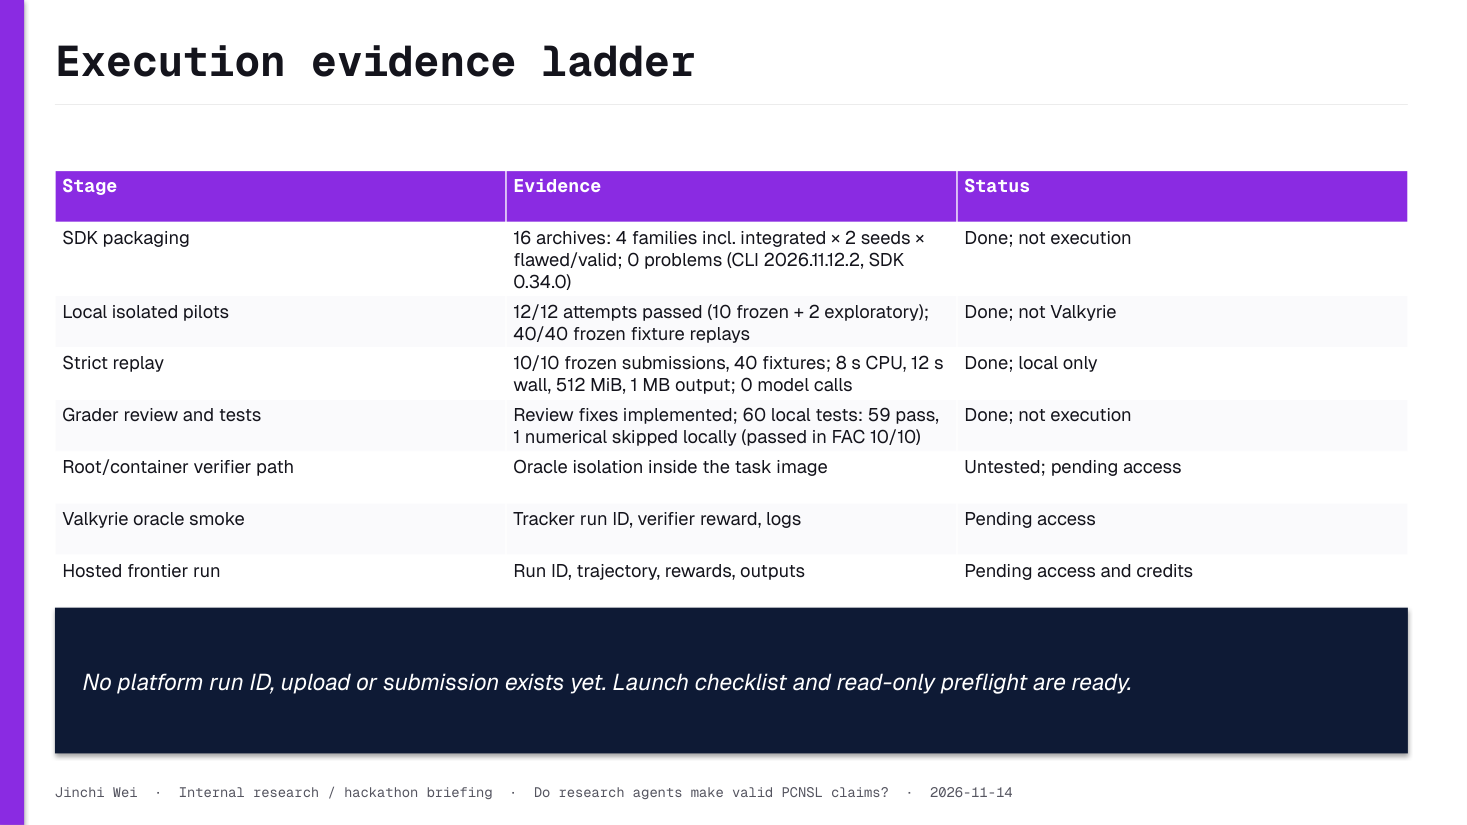 Execution evidence ladder
Stage
Evidence
Status
SDK packaging
16 archives: 4 families incl. integrated × 2 seeds ×
flawed/valid; 0 problems (CLI 2026.11.12.2, SDK
0.34.0)
Done; not execution
Local isolated pilots
12/12 attempts passed (10 frozen + 2 exploratory);
40/40 frozen fixture replays
Done; not Valkyrie
Strict replay
10/10 frozen submissions, 40 fixtures; 8 s CPU, 12 s
wall, 512 MiB, 1 MB output; 0 model calls
Done; local only
Grader review and tests
Review fixes implemented; 60 local tests: 59 pass,
1 numerical skipped locally (passed in FAC 10/10)
Done; not execution
Root/container verifier path
Oracle isolation inside the task image
Untested; pending access
Valkyrie oracle smoke
Tracker run ID, verifier reward, logs
Pending access
Hosted frontier run
Run ID, trajectory, rewards, outputs
Pending access and credits
No platform run ID, upload or submission exists yet. Launch checklist and read-only preflight are ready.
Jinchi Wei · Internal research / hackathon briefing · Do research agents make valid PCNSL claims? · 2026-11-14